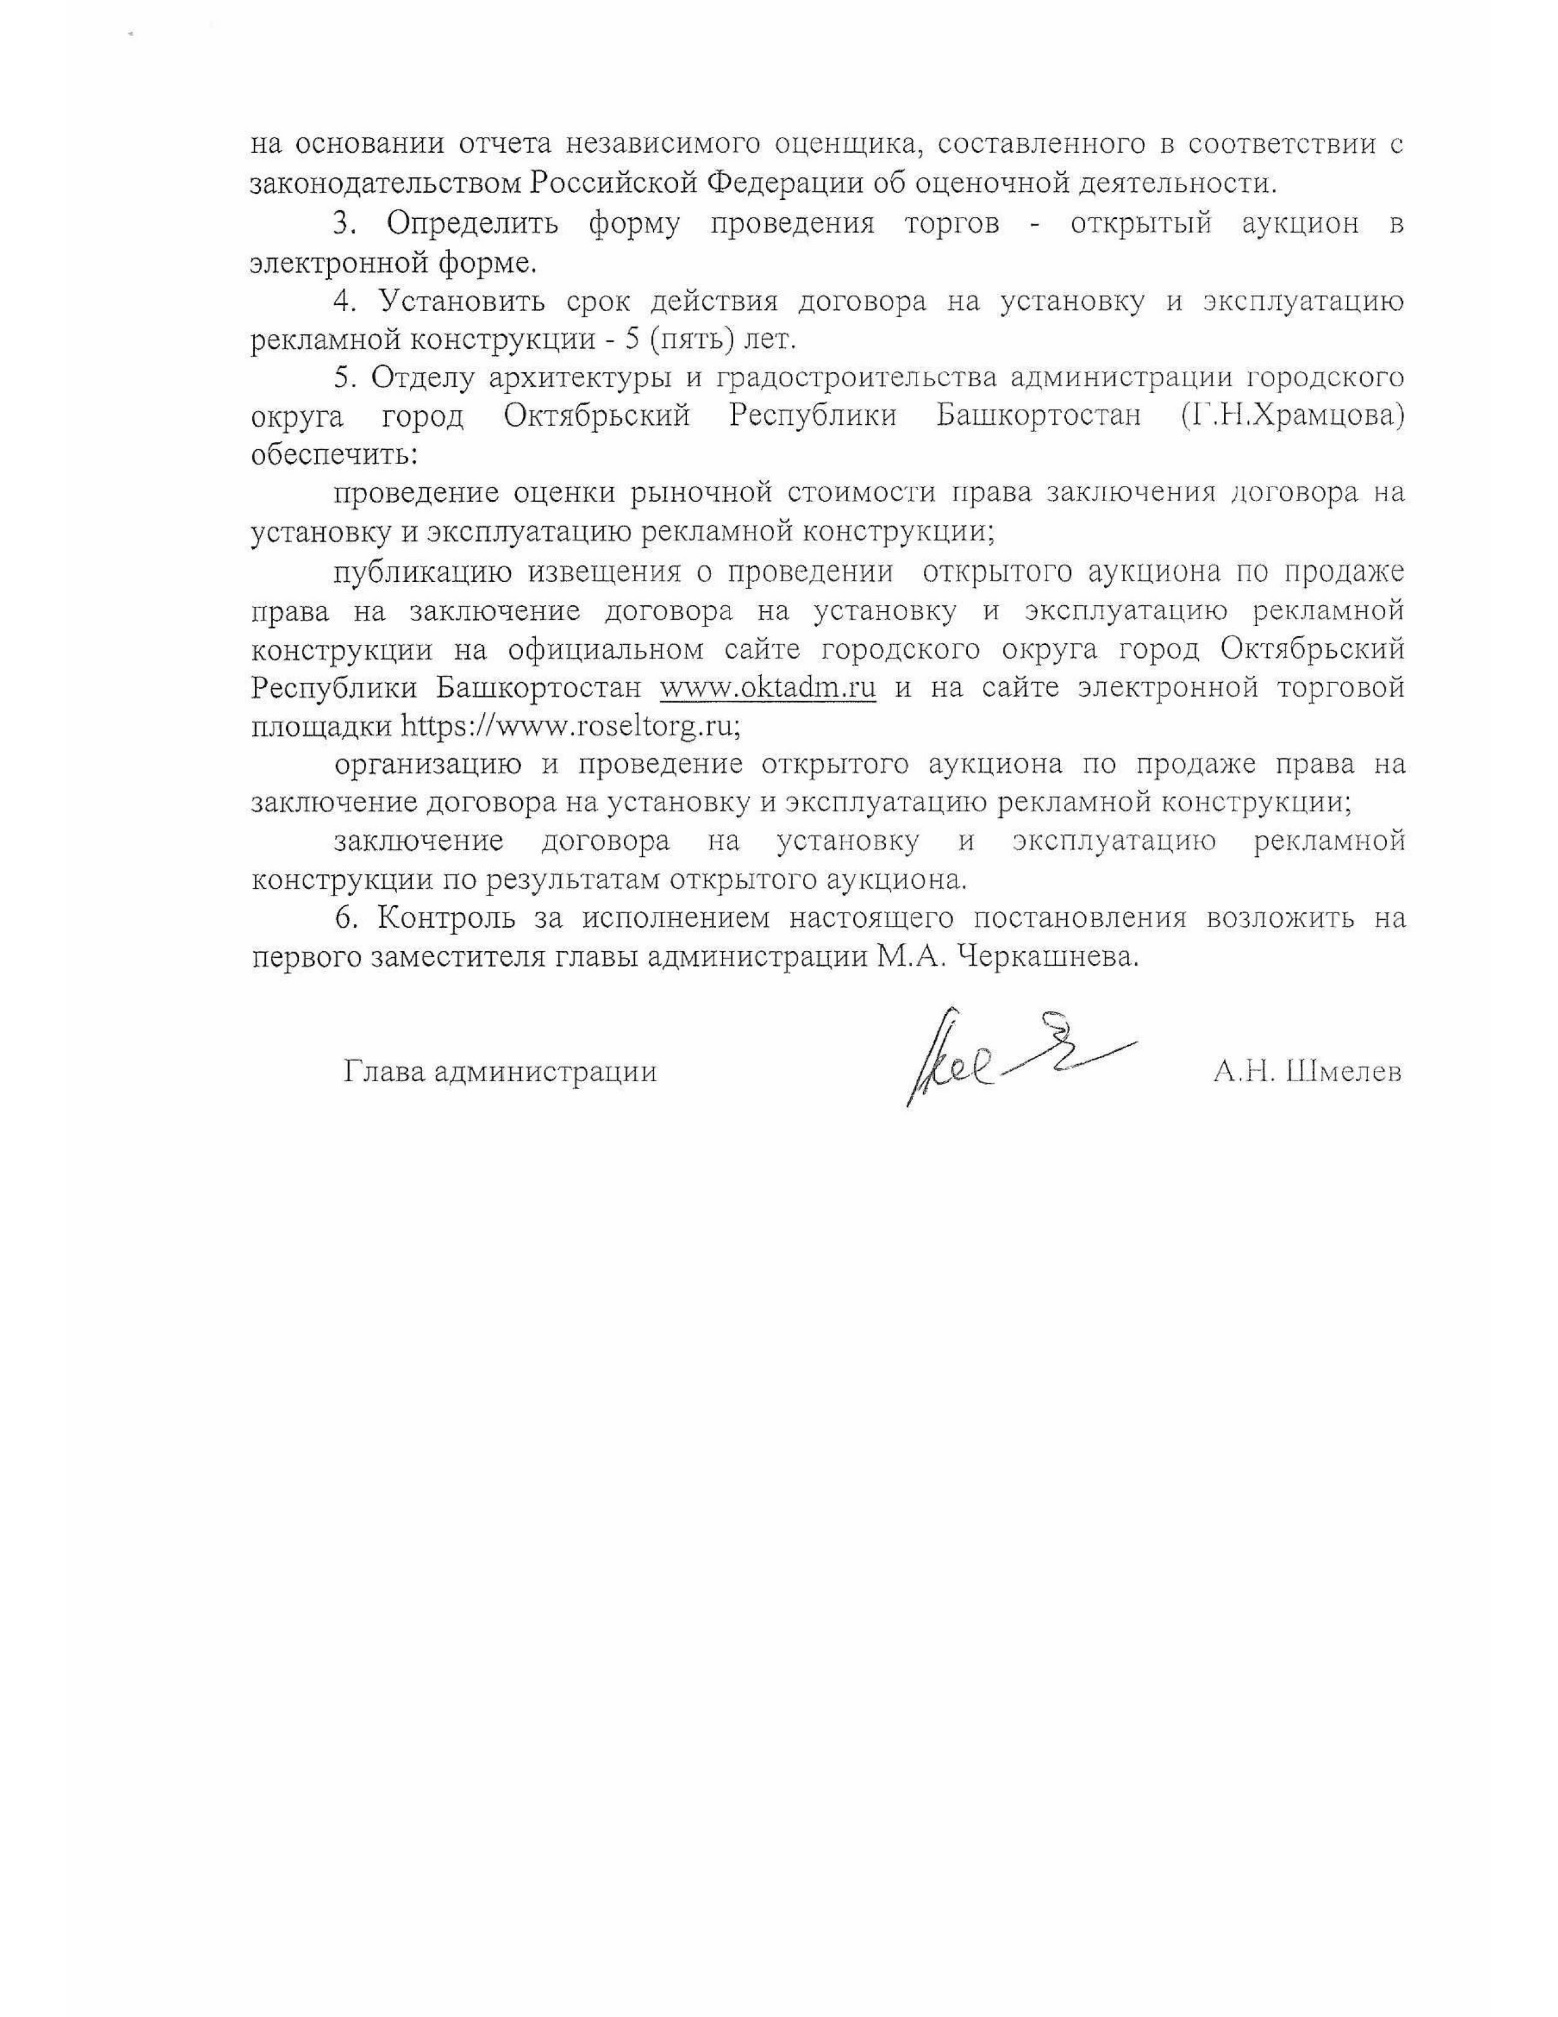 на основании отчета независимого оценщика, составленного в соответствии с
законодательством Российской Федерации об оценочной деятельности.
3. Определить форму проведения торгов - открытый аукцион в
электронной форме.
4. Установить срок действия договора на установку и эксплуатацию
рекламной конструкции - 5 (пять) лет.
5. Отделу архитектуры и градостроительства администрации городского
округа город Октябрьский Республики Башкортостан (Г.Н.Храмцова)
обеспечить:
проведение оценки рыночной стоимости права заключения договора на
установку и эксплуатацию рекламной конструкции;
публикацию извещения о проведении открытого аукциона по продаже
права на заключение договора на установку и эксплуатацию рекламной
конструкции на официальном сайте городского округа город Октябрьский
Республики Башкортостан www.oktadm.ru и на сайте электронной торговой
площадки https://www.roseltorg.ru;
организацию и проведение открытого аукциона по продаже права на
заключение договора на установку и эксплуатацию рекламной конструкции;
заключение договора на установку и эксплуатацию рекламной
конструкции по результатам открытого аукциона.
6. Контроль за исполнением настоящего постановления возложить на
первого заместителя главы администрации М.А. Черкашнева.
Глава администрации А.Н. Шмелев